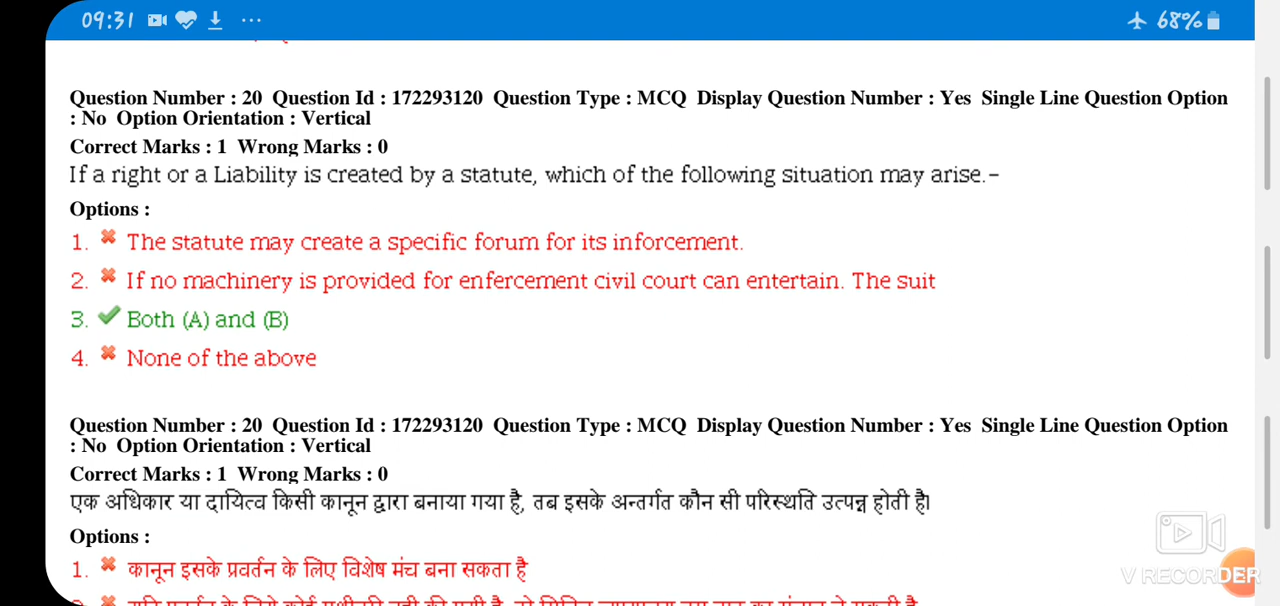 09:31
68%
Question Number : 20 Question Id : 172293120 Question Type : MCQ Display Question Number : Yes Single Line Question Option
: No Option Orientation : Vertical
Correct Marks : 1 Wrong Marks : 0
If a right or a Liability is created by a statute, which of the following situation may arise.-
Options :
1. The statute may create a specific forum for its inforcement.
2. If no machinery is provided for enfercement civil court can entertain. The suit
3. Both (A) and (B)
4. None of the above
Question Number : 20 Question Id : 172293120 Question Type : MCQ Display Question Number : Yes Single Line Question Option
: No Option Orientation : Vertical
Correct Marks : 1 Wrong Marks : 0
एक अधिकार या दायित्व किसी कानून द्वारा बनाया गया है, तब इसके अन्तर्गत कौन सी परिस्थति उत्पन्न होती है।
Options :
1. कानून इसके प्रवर्तन के लिए विशेष मंच बना सकता है
V RECORDER